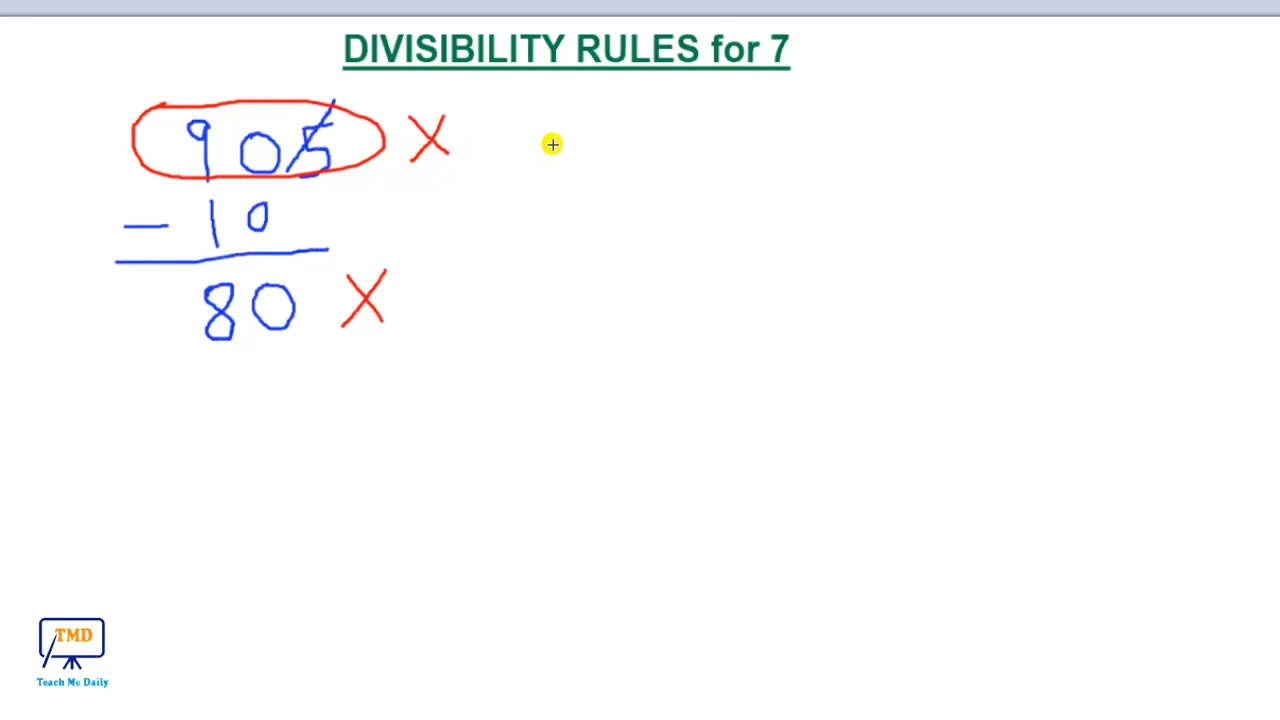 DIVISIBILITY RULES for 7
905 X
- 10
80 X
TMD
Teach Me Daily